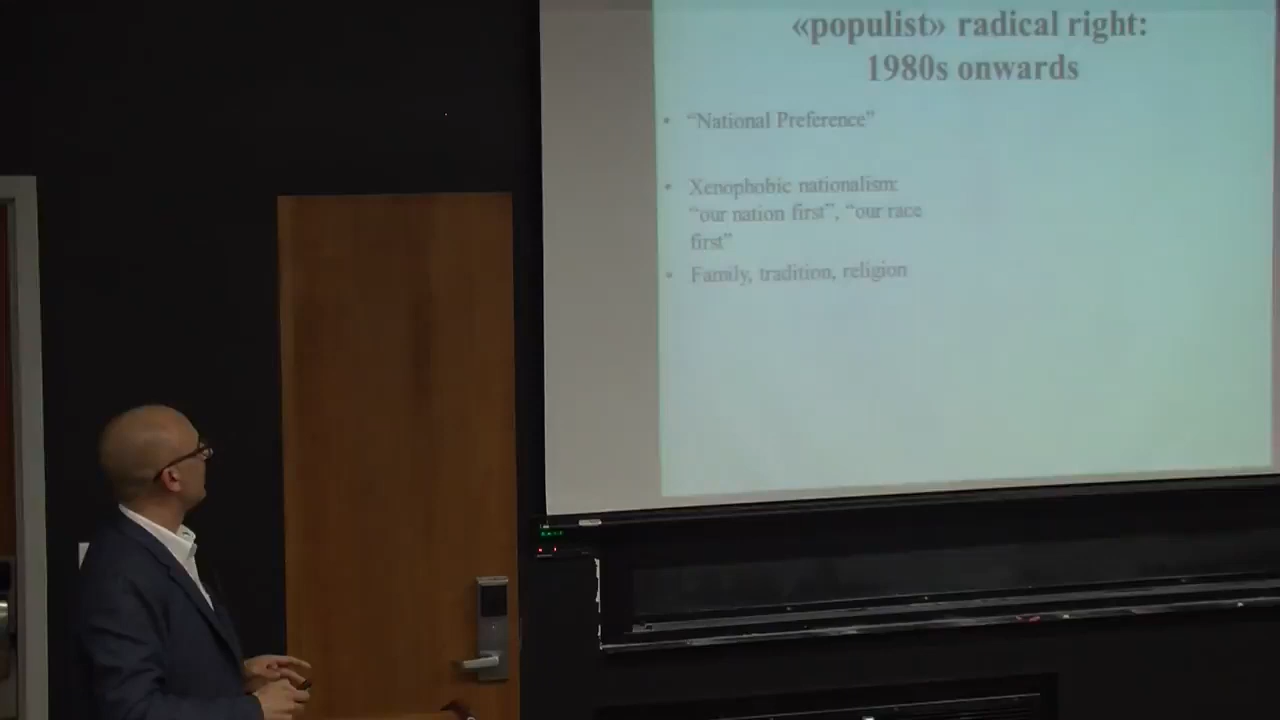 «populist» radical right:
1980s onwards
• “National Preference”
• Xenophobic nationalism:
“our nation first”, “our race
first”
• Family, tradition, religion